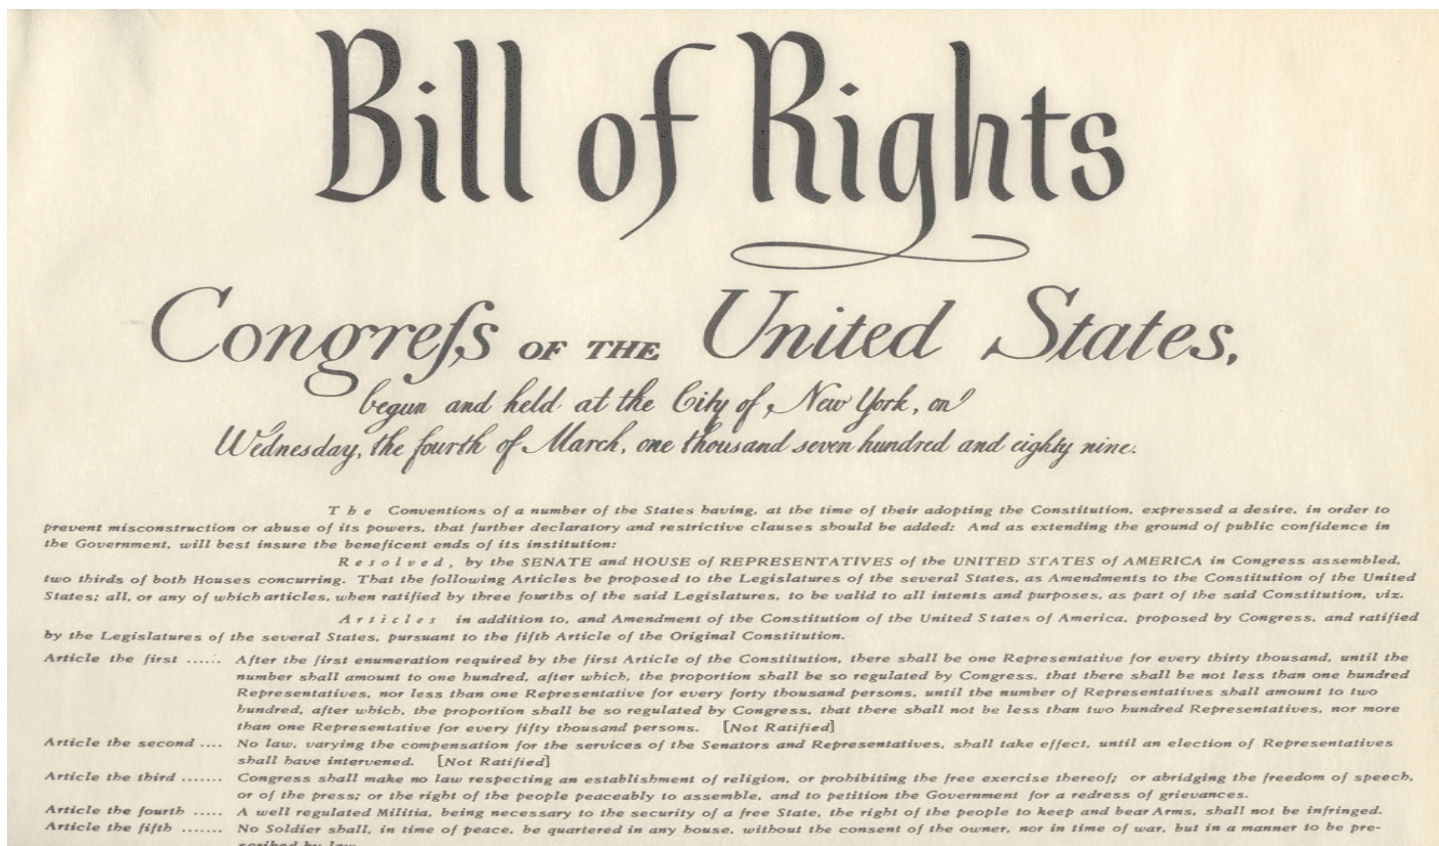 Bill of Rights
Congreſs OF THE United States,
begun and held at the City of New York, on
Wednesday, the fourth of March, one thousand seven hundred and eighty nine.
The Conventions of a number of the States having, at the time of their adopting the Constitution, expressed a desire, in order to
prevent misconstruction or abuse of its powers, that further declaratory and restrictive clauses should be added: And as extending the ground of public confidence in
the Government, will best insure the beneficent ends of its institution:
Resolved, by the SENATE and HOUSE of REPRESENTATIVES of the UNITED STATES of AMERICA in Congress assembled,
two thirds of both Houses concurring. That the following Articles be proposed to the Legislatures of the several States, as Amendments to the Constitution of the United
States; all, or any of which articles, when ratified by three fourths of the said Legislatures, to be valid to all intents and purposes, as part of the said Constitution, viz.
Articles in addition to, and Amendment of the Constitution of the United States of America, proposed by Congress, and ratified
by the Legislatures of the several States, pursuant to the fifth Article of the Original Constitution.
Article the first ...... After the first enumeration required by the first Article of the Constitution, there shall be one Representative for every thirty thousand, until the
number shall amount to one hundred, after which, the proportion shall be so regulated by Congress, that there shall be not less than one hundred
Representatives, nor less than one Representative for every forty thousand persons, until the number of Representatives shall amount to two
hundred, after which, the proportion shall be so regulated by Congress, that there shall not be less than two hundred Representatives, nor more
than one Representative for every fifty thousand persons. [Not Ratified]
Article the second .... No law, varying the compensation for the services of the Senators and Representatives, shall take effect, until an election of Representatives
shall have intervened. [Not Ratified]
Article the third ....... Congress shall make no law respecting an establishment of religion, or prohibiting the free exercise thereof; or abridging the freedom of speech,
or of the press; or the right of the people peaceably to assemble, and to petition the Government for a redress of grievances.
Article the fourth ..... A well regulated Militia, being necessary to the security of a free State, the right of the people to keep and bear Arms, shall not be infringed.
Article the fifth ....... No Soldier shall, in time of peace, be quartered in any house, without the consent of the owner, nor in time of war, but in a manner to be pre-
scribed by law.